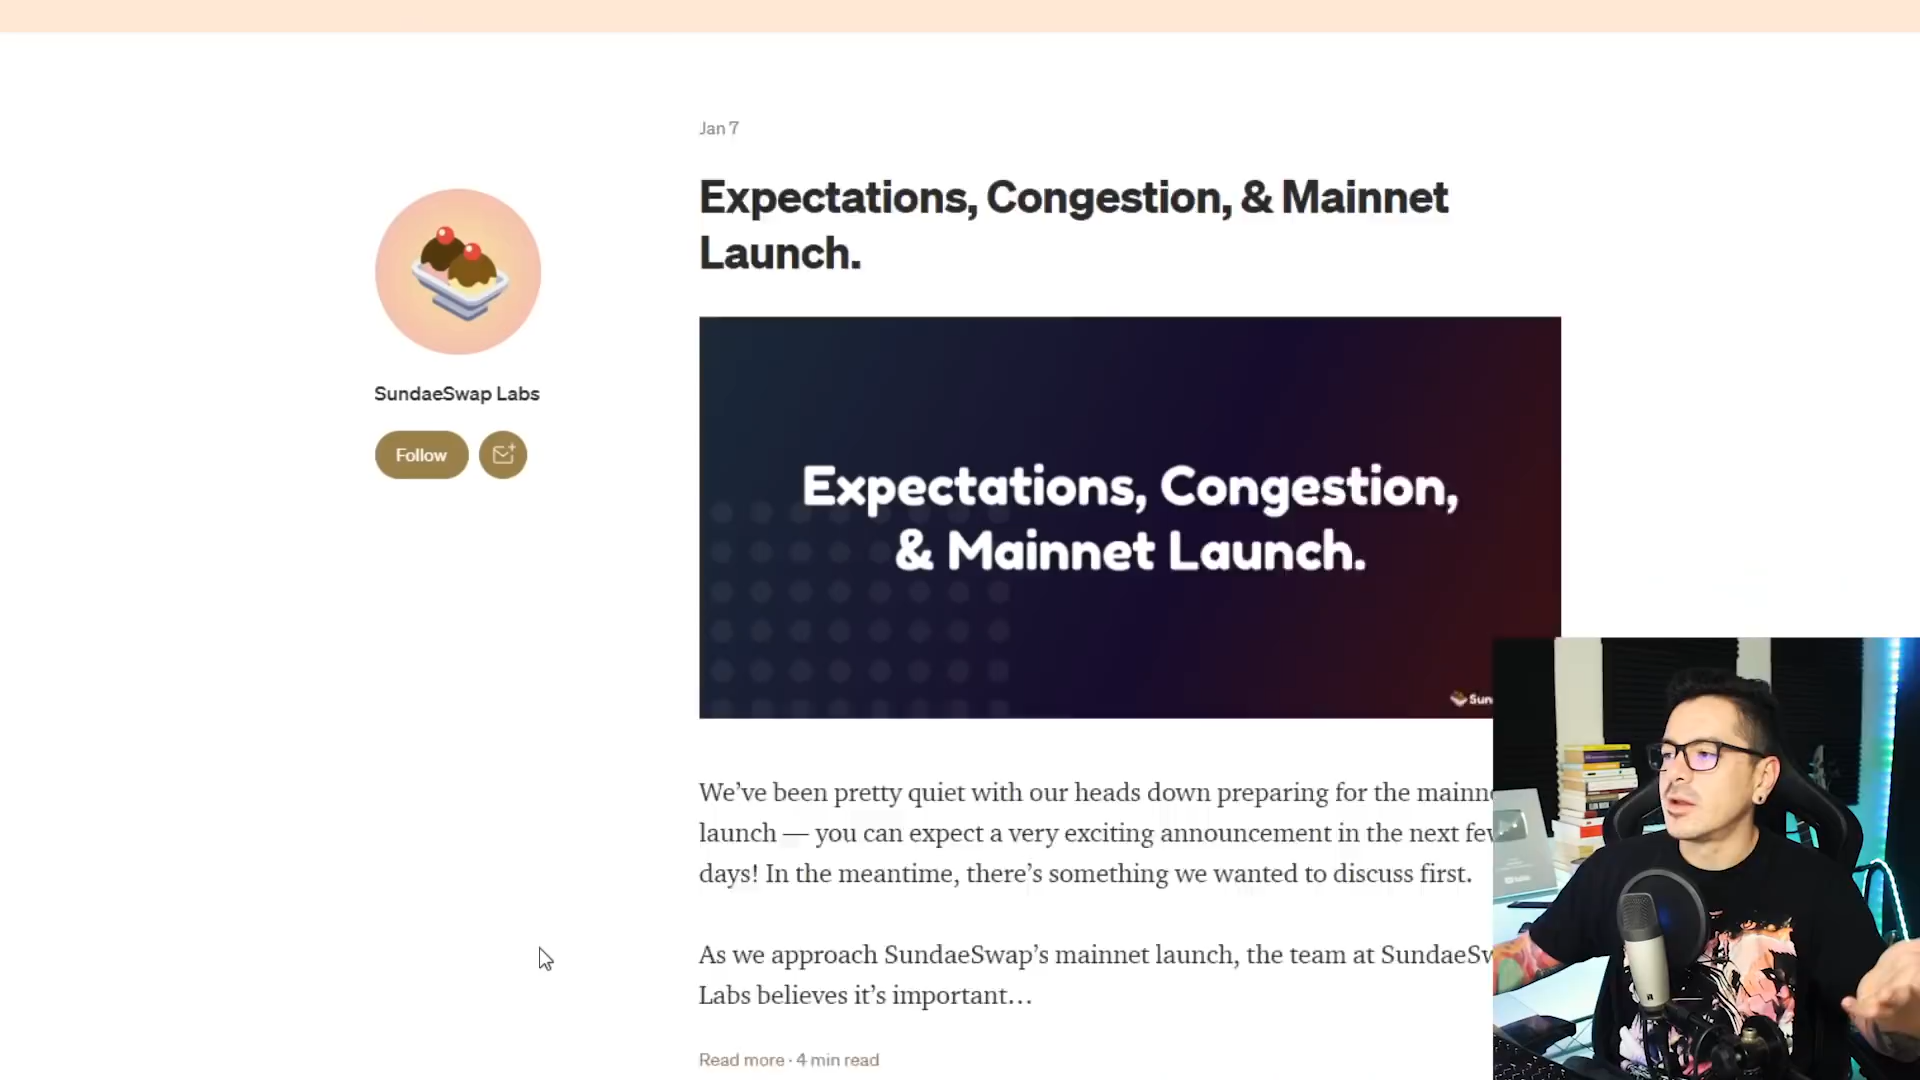 Jan 7
Expectations, Congestion, & Mainnet
Launch.
SundaeSwap Labs
Follow
Expectations, Congestion,
& Mainnet Launch.
We've been pretty quiet with our heads down preparing for the
launch — you can expect a very exciting announcement in the next
days! In the meantime, there's something we wanted to discuss first.
As we approach SundaeSwap's mainnet launch, the team at
Labs believes it's important…
Read more · 4 min read